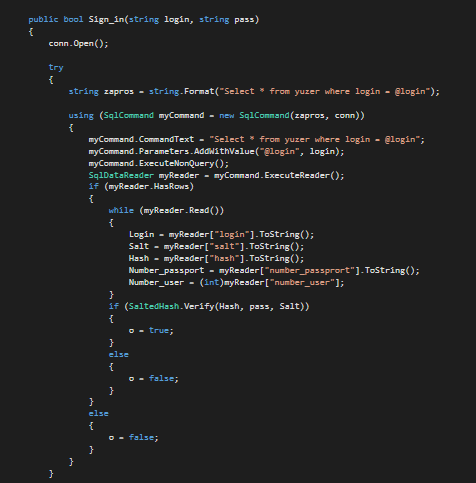 public bool Sign_in(string login, string pass)
{
conn.Open();
try
{
string zapros = string.Format("Select * from yuzer where login = @login");
using (SqlCommand myCommand = new SqlCommand(zapros, conn))
{
myCommand.CommandText = "Select * from yuzer where login = @login";
myCommand.Parameters.AddWithValue("@login", login);
myCommand.ExecuteNonQuery();
SqlDataReader myReader = myCommand.ExecuteReader();
if (myReader.HasRows)
{
while (myReader.Read())
{
Login = myReader["login"].ToString();
Salt = myReader["salt"].ToString();
Hash = myReader["hash"].ToString();
Number_passport = myReader["number_passprort"].ToString();
Number_user = (int)myReader["number_user"];
}
if (SaltedHash.Verify(Hash, pass, Salt))
{
o = true;
}
else
{
o = false;
}
}
else
{
o = false;
}
}
}